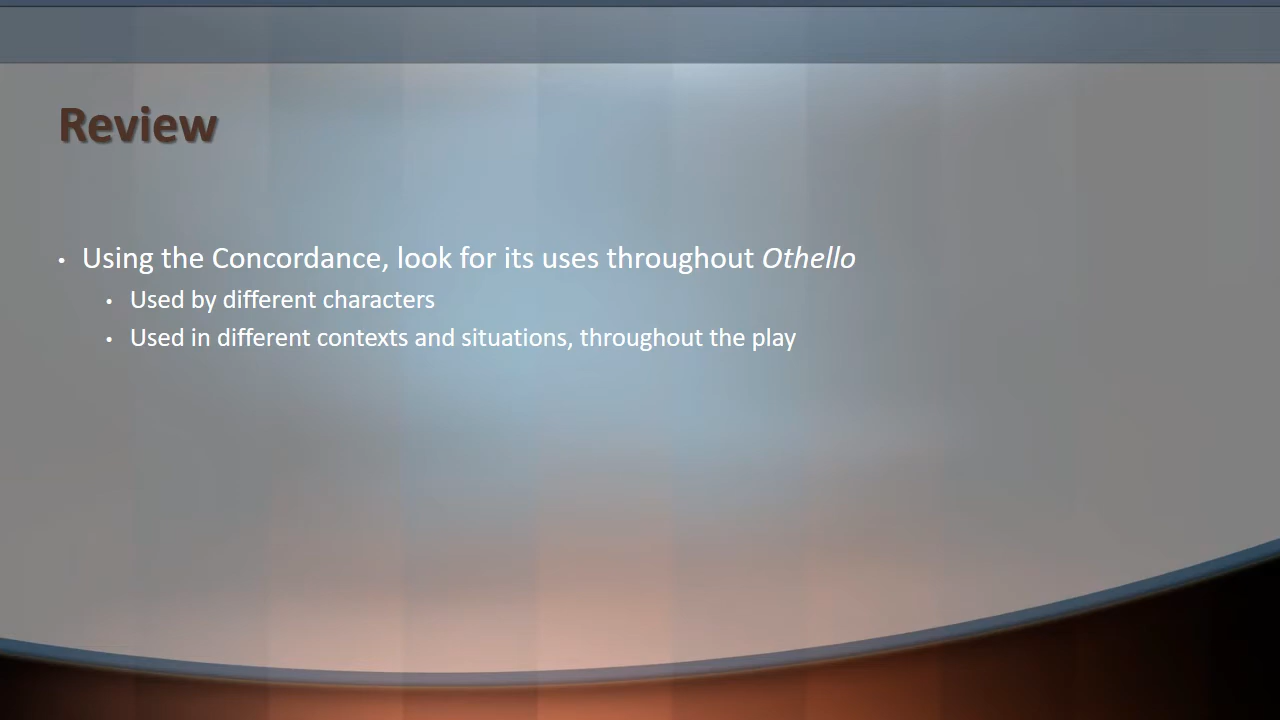 Review
• Using the Concordance, look for its uses throughout Othello
• Used by different characters
• Used in different contexts and situations, throughout the play